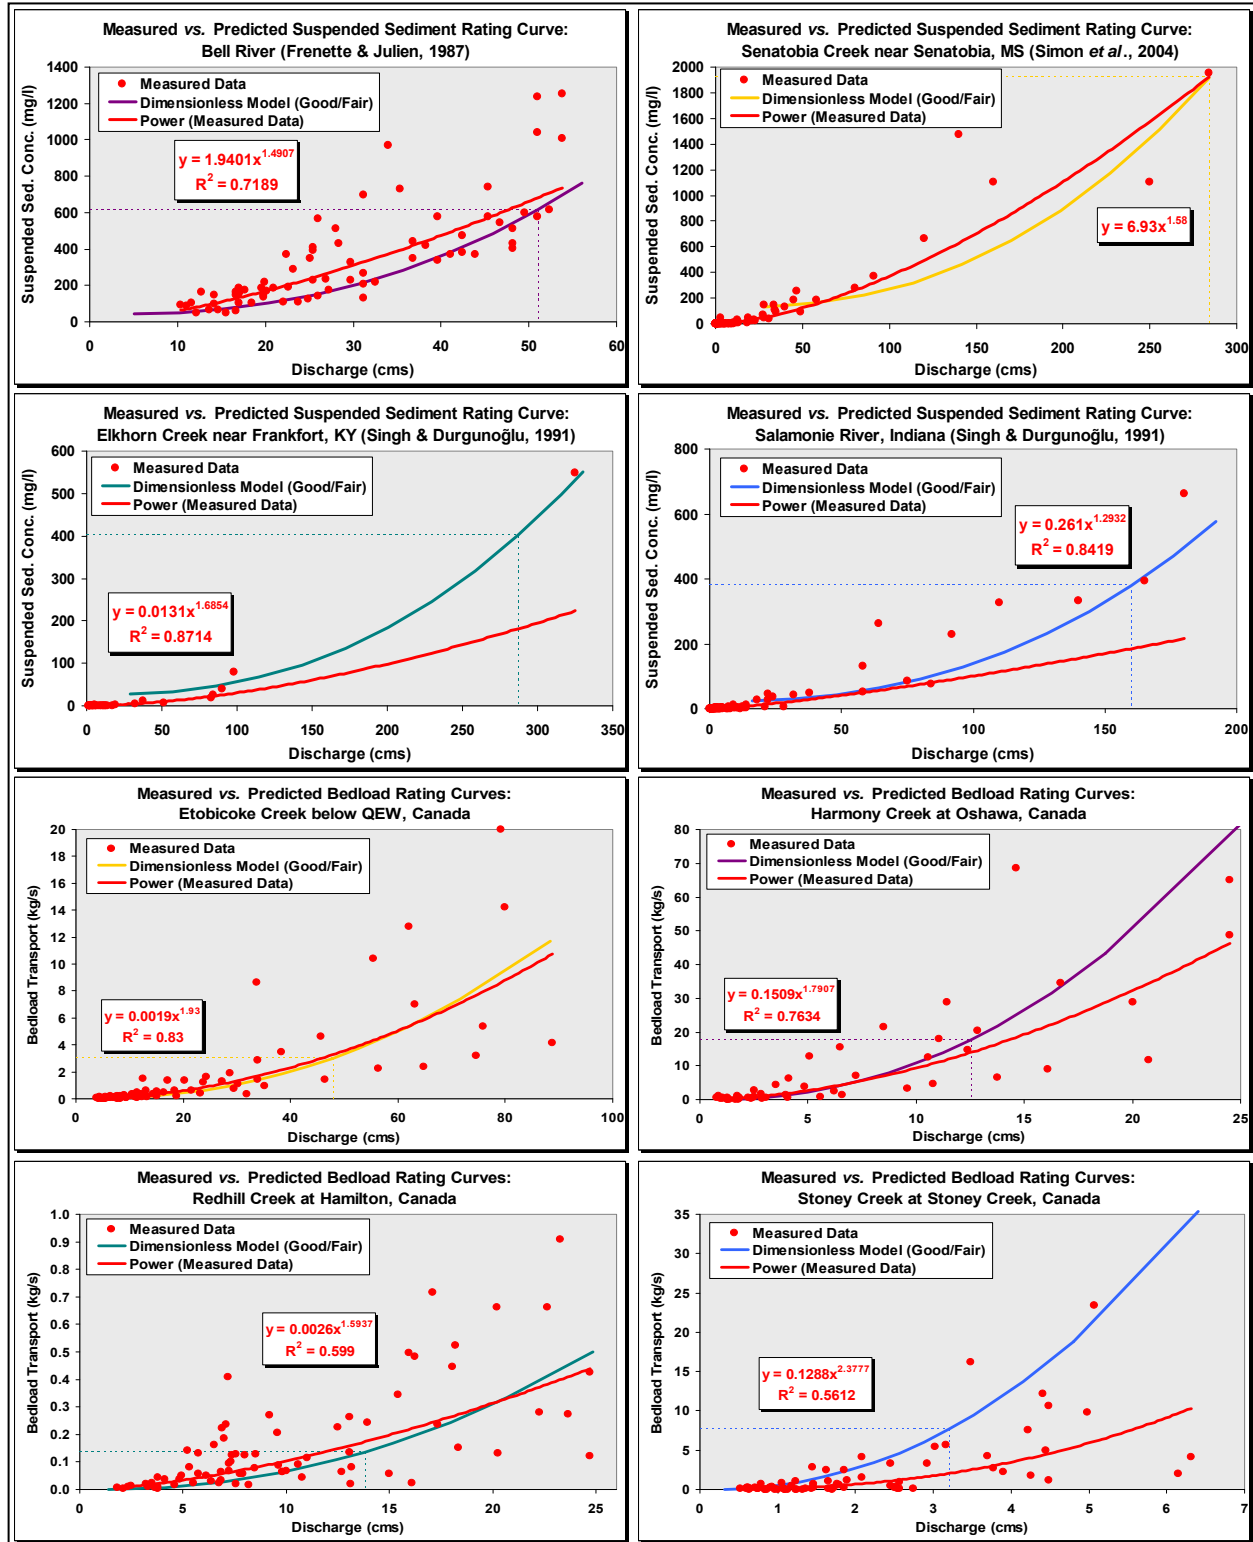 Measured vs. Predicted Suspended Sediment Rating Curve:
Bell River (Frenette & Julien, 1987)
Suspended Sed. Conc. (mg/l)
1400
1200
1000
800
600
400
200
0
Measured Data
Dimensionless Model (Good/Fair)
Power (Measured Data)
y = 1.9401x^1.4907
R² = 0.7189
0 10 20 30 40 50 60
Discharge (cms)
Measured vs. Predicted Suspended Sediment Rating Curve:
Senatobia Creek near Senatobia, MS (Simon et al., 2004)
Suspended Sed. Conc. (mg/l)
2000
1800
1600
1400
1200
1000
800
600
400
200
0
Measured Data
Dimensionless Model (Good/Fair)
Power (Measured Data)
y = 6.93x^1.58
0 50 100 150 200 250 300
Discharge (cms)
Measured vs. Predicted Suspended Sediment Rating Curve:
Elkhorn Creek near Frankfort, KY (Singh & Durgunoğlu, 1991)
Suspended Sed. Conc. (mg/l)
600
500
400
300
200
100
0
Measured Data
Dimensionless Model (Good/Fair)
Power (Measured Data)
y = 0.0131x^1.6854
R² = 0.8714
0 50 100 150 200 250 300 350
Discharge (cms)
Measured vs. Predicted Suspended Sediment Rating Curve:
Salamonie River, Indiana (Singh & Durgunoğlu, 1991)
Suspended Sed. Conc. (mg/l)
800
600
400
200
0
Measured Data
Dimensionless Model (Good/Fair)
Power (Measured Data)
y = 0.261x^1.2932
R² = 0.8419
0 50 100 150 200
Discharge (cms)
Measured vs. Predicted Bedload Rating Curves:
Etobicoke Creek below QEW, Canada
Bedload Transport (kg/s)
20
18
16
14
12
10
8
6
4
2
0
Measured Data
Dimensionless Model (Good/Fair)
Power (Measured Data)
y = 0.0019x^1.93
R² = 0.83
0 20 40 60 80 100
Discharge (cms)
Measured vs. Predicted Bedload Rating Curves:
Harmony Creek at Oshawa, Canada
Bedload Transport (kg/s)
80
70
60
50
40
30
20
10
0
Measured Data
Dimensionless Model (Good/Fair)
Power (Measured Data)
y = 0.1509x^1.7907
R² = 0.7634
0 5 10 15 20 25
Discharge (cms)
Measured vs. Predicted Bedload Rating Curves:
Redhill Creek at Hamilton, Canada
Bedload Transport (kg/s)
1.0
0.9
0.8
0.7
0.6
0.5
0.4
0.3
0.2
0.1
0.0
Measured Data
Dimensionless Model (Good/Fair)
Power (Measured Data)
y = 0.0026x^1.5937
R² = 0.599
0 5 10 15 20 25
Discharge (cms)
Measured vs. Predicted Bedload Rating Curves:
Stoney Creek at Stoney Creek, Canada
Bedload Transport (kg/s)
35
30
25
20
15
10
5
0
Measured Data
Dimensionless Model (Good/Fair)
Power (Measured Data)
y = 0.1288x^2.3777
R² = 0.5612
0 1 2 3 4 5 6 7
Discharge (cms)